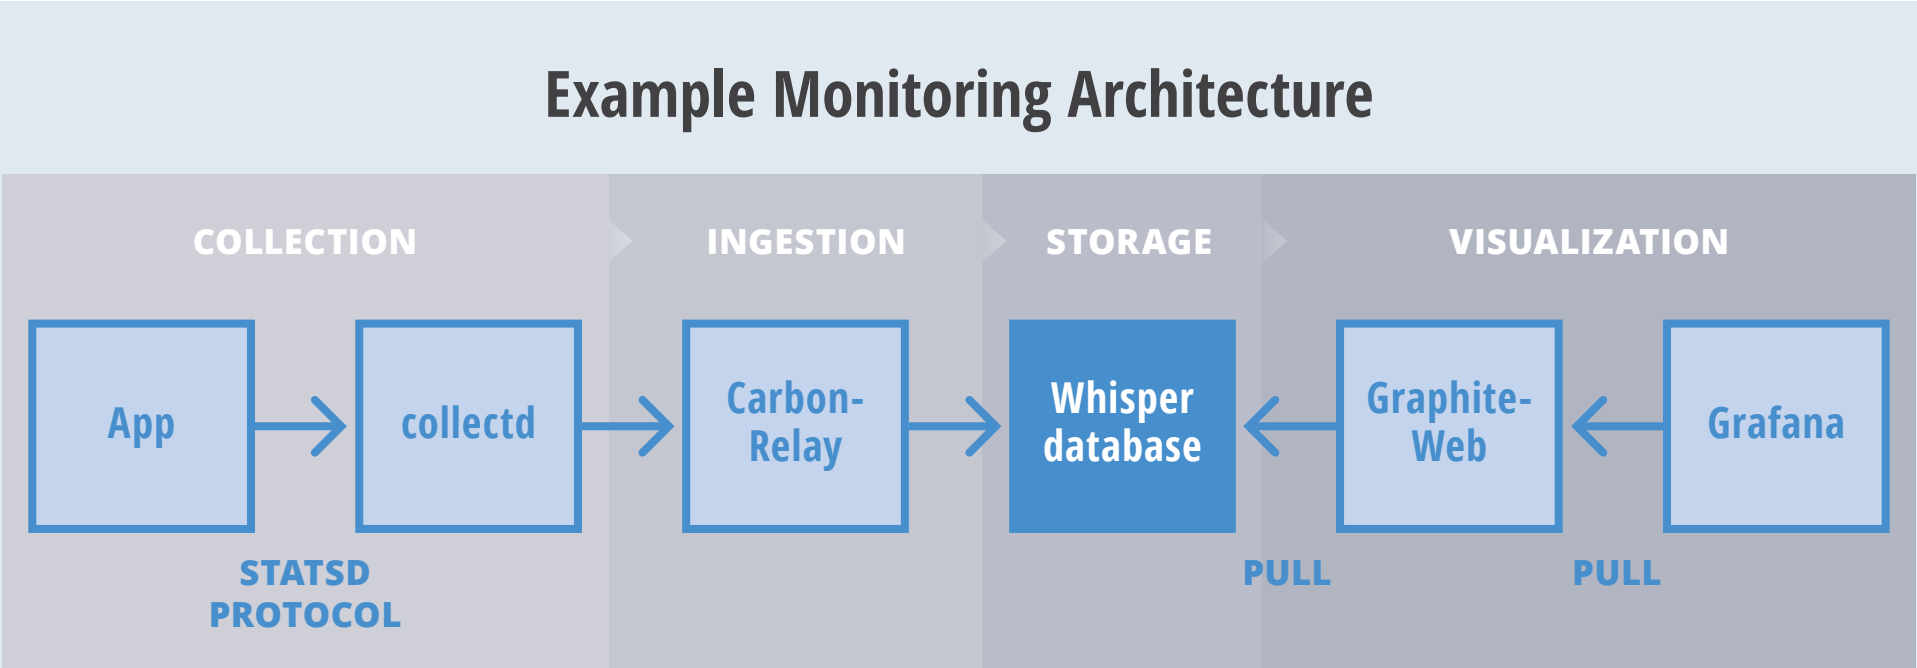 Example Monitoring Architecture
COLLECTION
INGESTION
STORAGE
VISUALIZATION
App
collectd
Carbon-
Relay
Whisper
database
Graphite-
Web
Grafana
STATSD
PROTOCOL
PULL
PULL